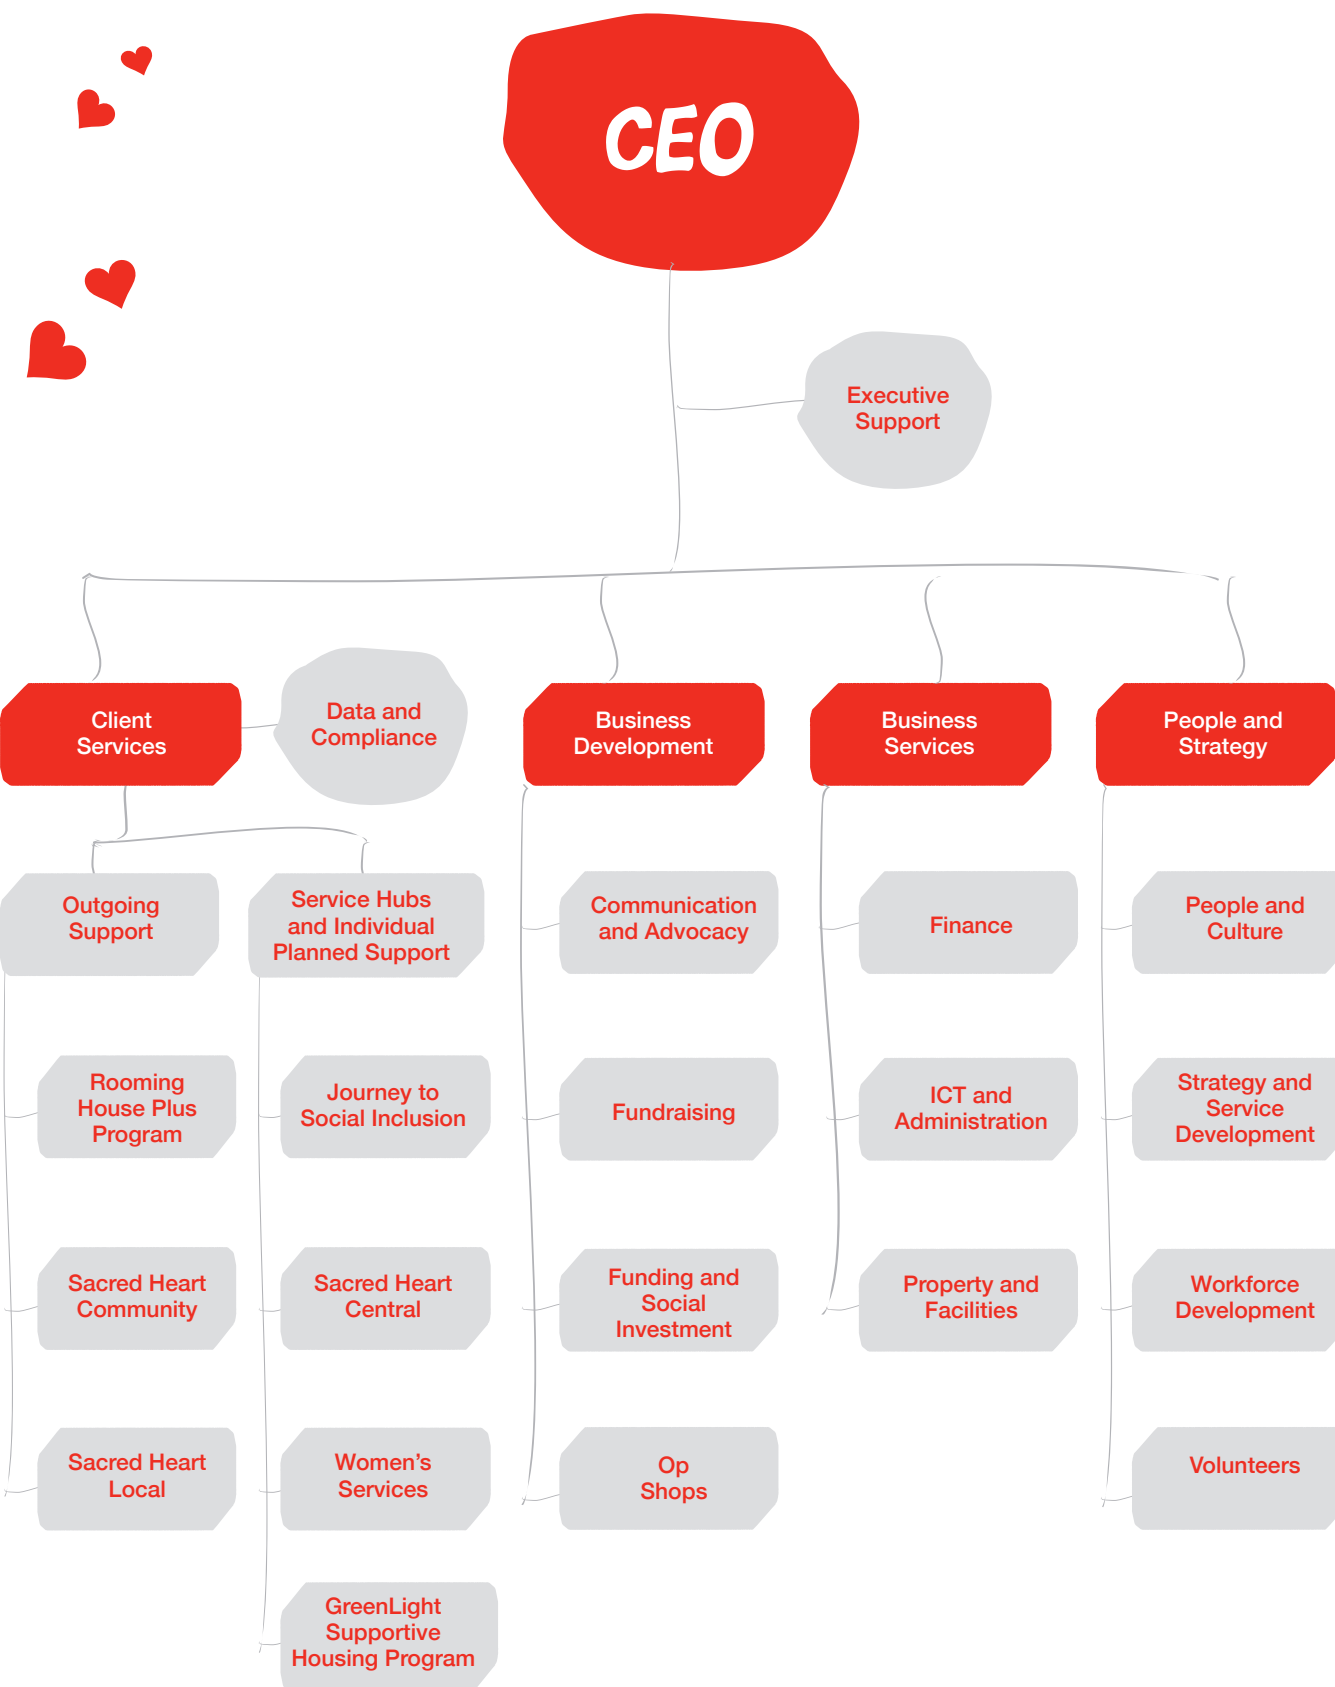 CEO
Executive
Support
Client
Services
Data and
Compliance
Business
Development
Business
Services
People and
Strategy
Outgoing
Support
Service Hubs
and Individual
Planned Support
Communication
and Advocacy
Finance
People and
Culture
Rooming
House Plus
Program
Journey to
Social Inclusion
Fundraising
ICT and
Administration
Strategy and
Service
Development
Sacred Heart
Community
Sacred Heart
Central
Funding and
Social
Investment
Property and
Facilities
Workforce
Development
Sacred Heart
Local
Women's
Services
Op
Shops
Volunteers
GreenLight
Supportive
Housing Program